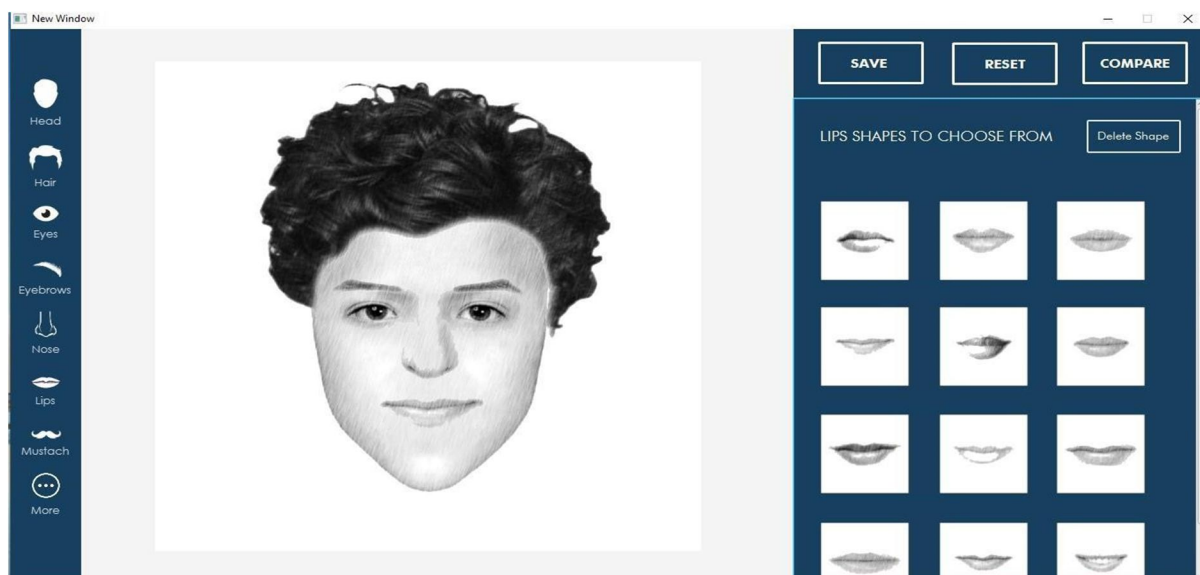 New Window
Head
Hair
Eyes
Eyebrows
Nose
Lips
Mustach
More
SAVE
RESET
COMPARE
LIPS SHAPES TO CHOOSE FROM
Delete Shape